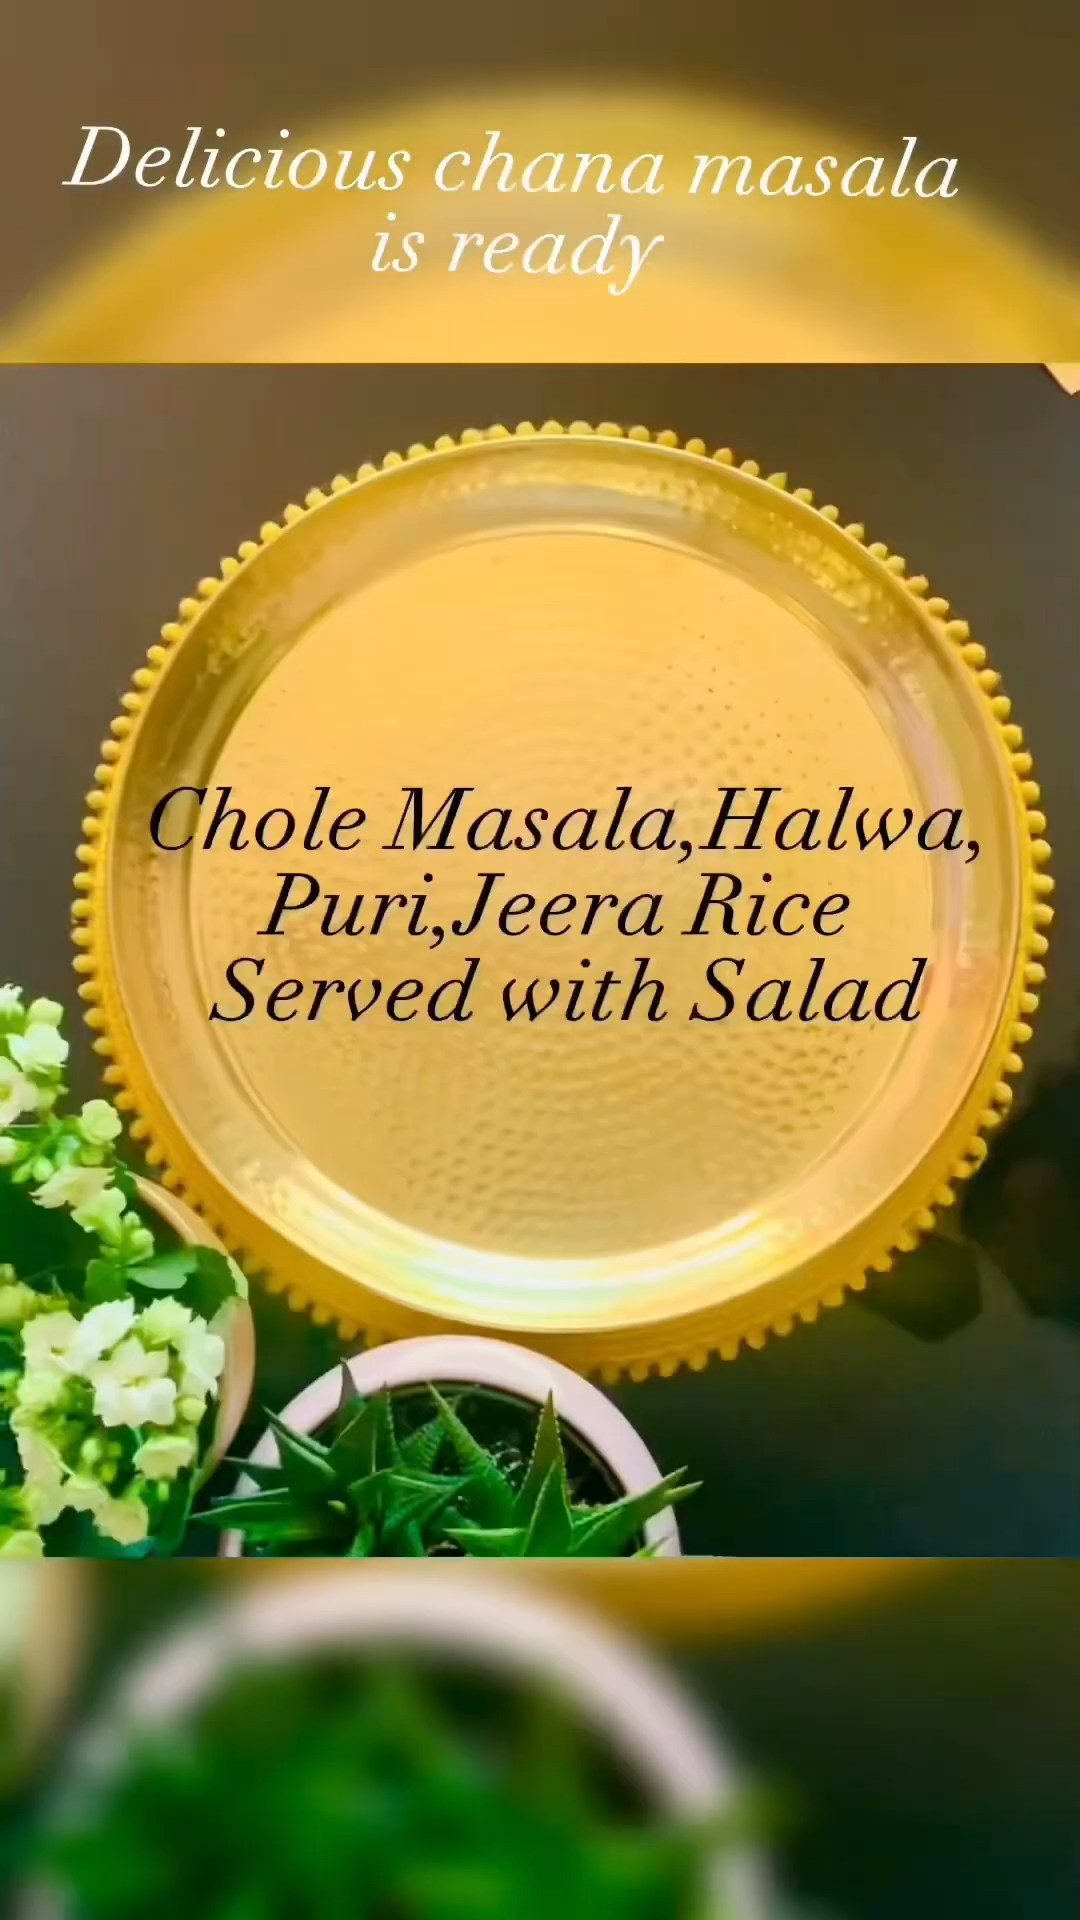 Delicious chana masala
is ready
Chole Masala,Halwa,
Puri,Jeera Rice
Served with Salad